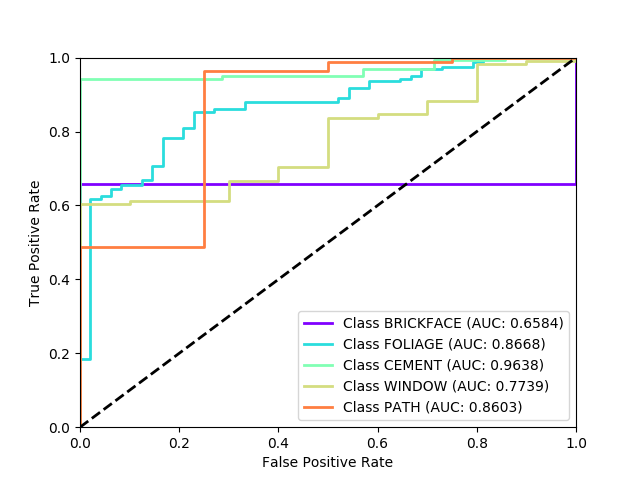 1.0
0.8
0.6
0.4
0.2
0.0
True Positive Rate
0.0 0.2 0.4 0.6 0.8 1.0
False Positive Rate
Class BRICKFACE (AUC: 0.6584)
Class FOLIAGE (AUC: 0.8668)
Class CEMENT (AUC: 0.9638)
Class WINDOW (AUC: 0.7739)
Class PATH (AUC: 0.8603)